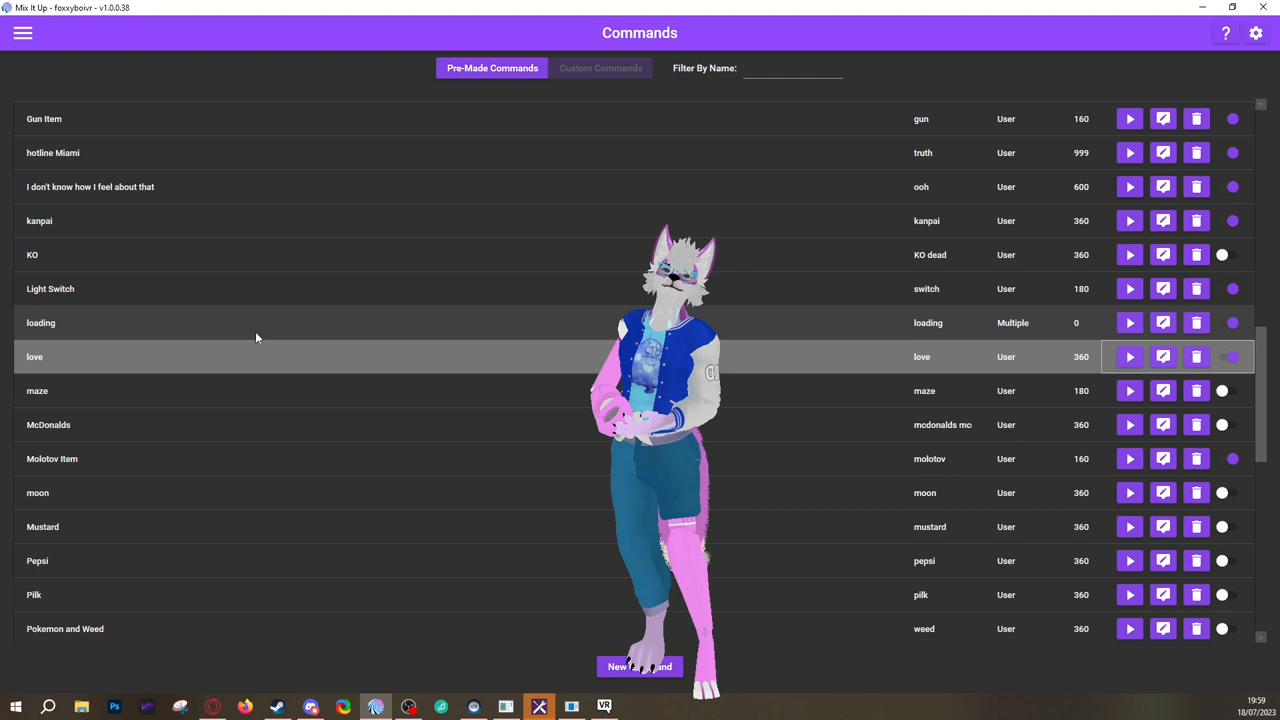 Mix It Up - foxxyboivr - v1.0.0.38
Commands
?
Pre-Made Commands Custom Commands Filter By Name:
Gun Item gun User 160
hotline Miami truth User 999
I don't know how I feel about that ooh User 600
kanpai kanpai User 360
KO KO dead User 360
Light Switch switch User 180
loading loading Multiple 0
love love User 360
maze maze User 180
McDonalds mcdonalds mc User 360
Molotov Item molotov User 160
moon moon User 360
Mustard mustard User 360
Pepsi pepsi User 360
Pilk pilk User 360
Pokemon and Weed weed User 360
New
Ps VR
19:59
18/07/2023